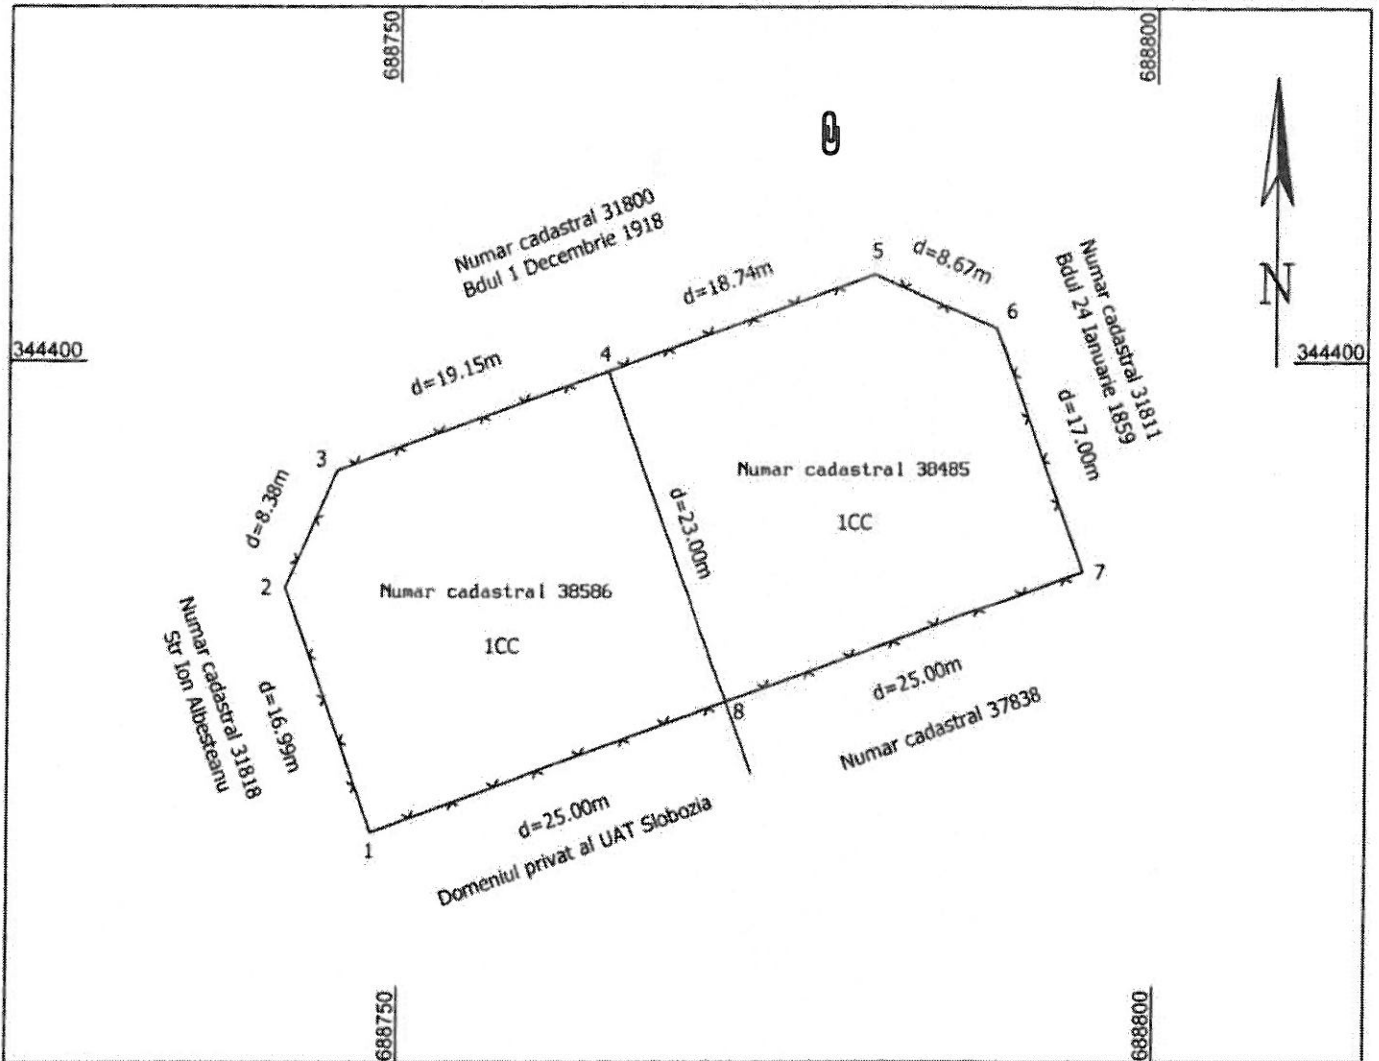 688750
688800
Numar cadastral 31800
Bdul 1 Decembrie 1918
N
344400
344400
5
d=8.67m
d=18.74m
6
Numar cadastral 31811
Bdul 24 Ianuarie 1859
4
d=19.15m
d=17.00m
3
d=8.38m
Numar cadastral 38485
1CC
d=23.00m
7
2
Numar cadastral 38586
1CC
Numar cadastral 31818
Str Ion Albesteanu
d=16.99m
8
d=25.00m
Numar cadastral 37838
1
d=25.00m
Domeniul privat al UAT Slobozia
688750
688800